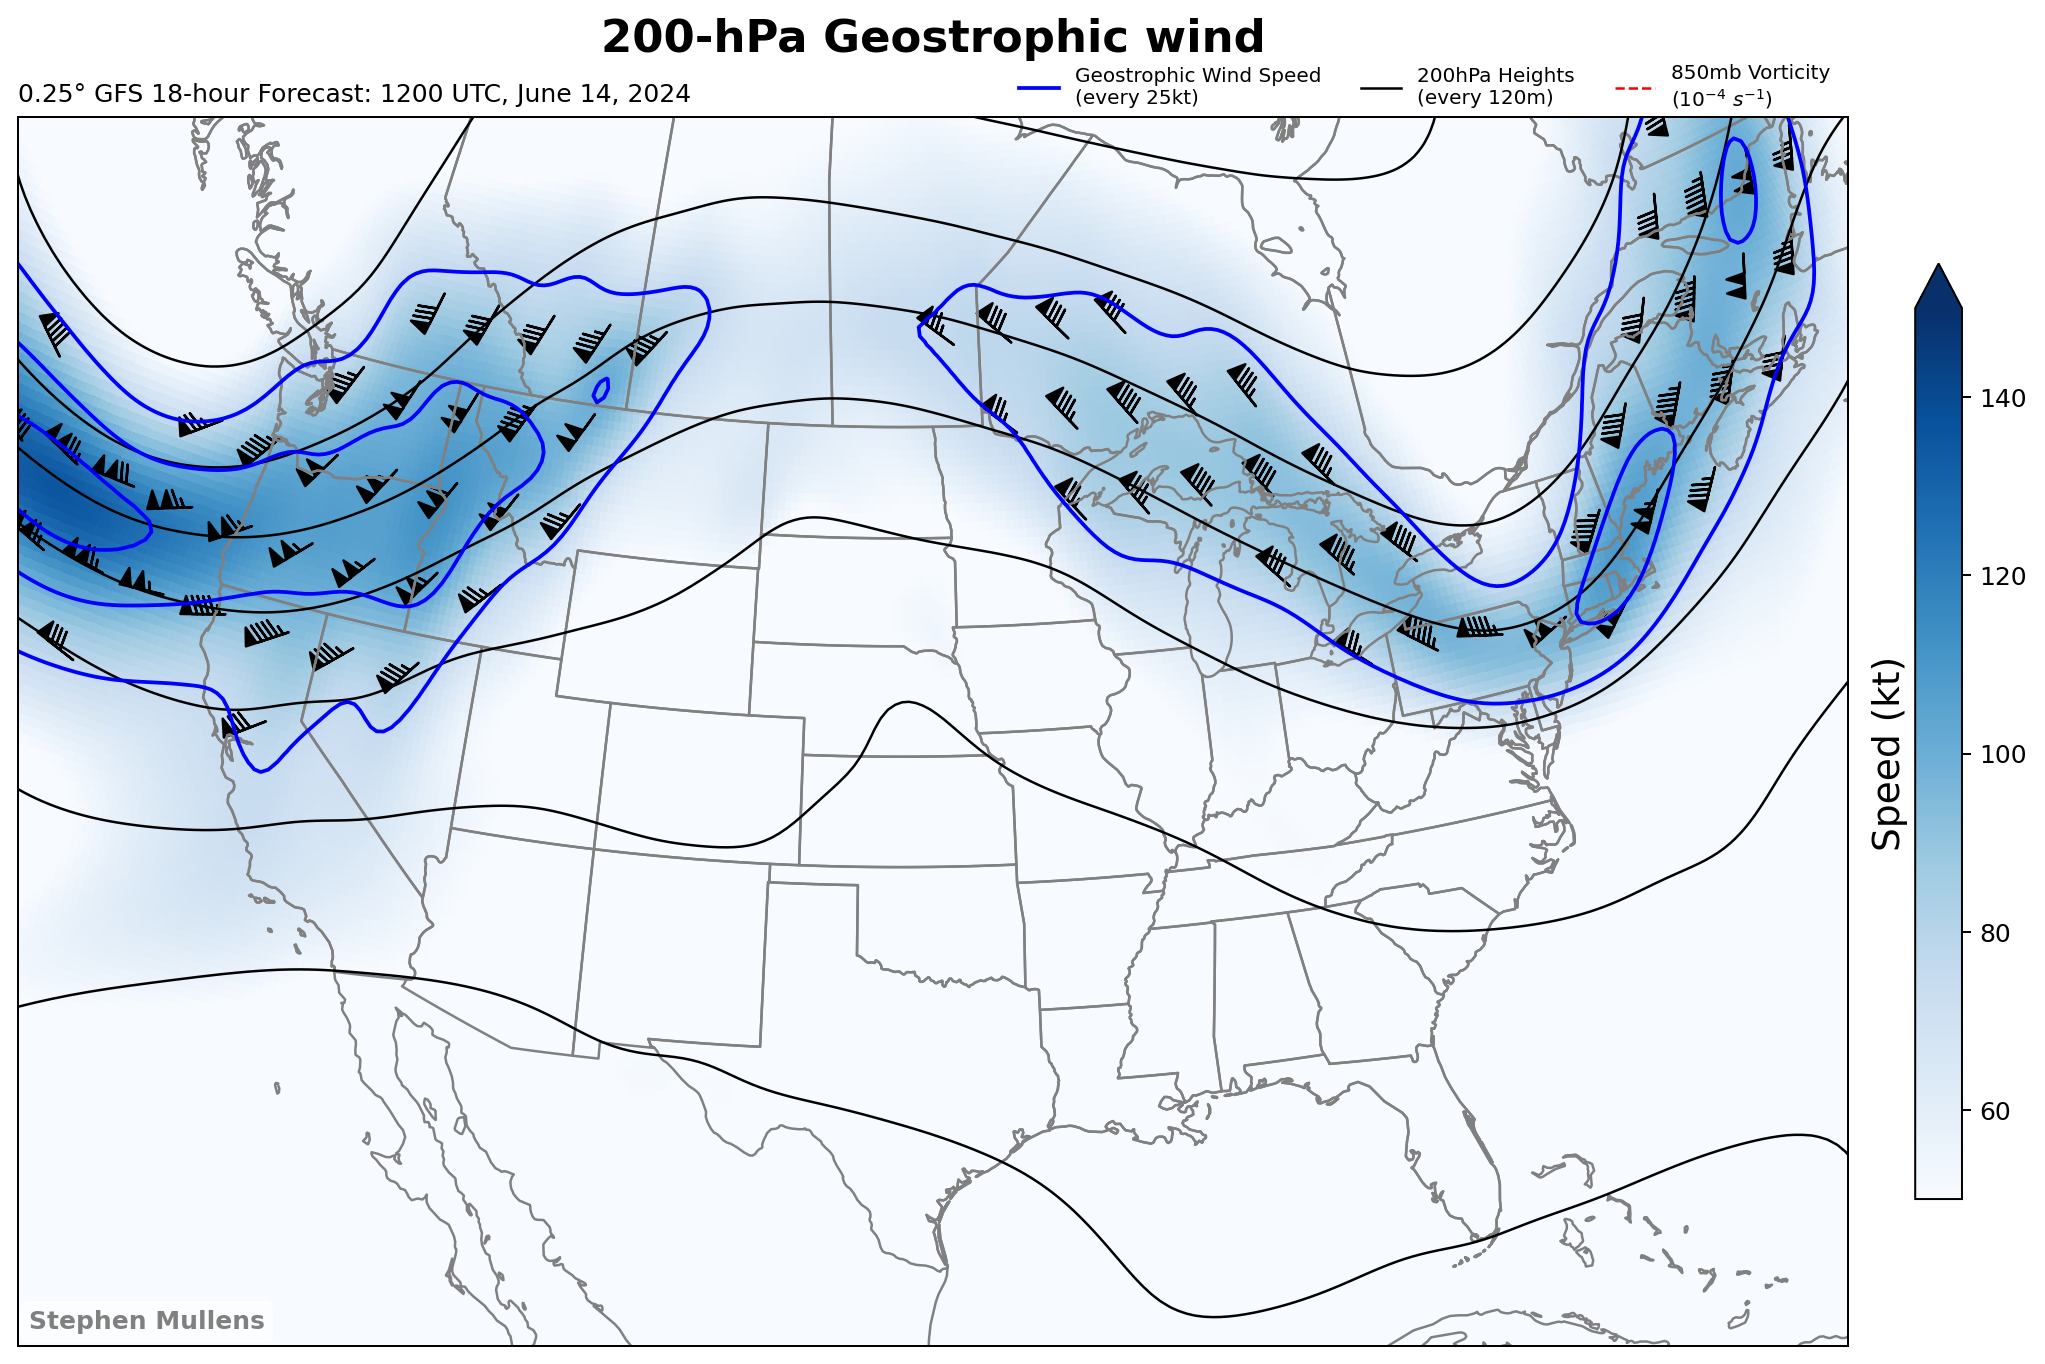 200-hPa Geostrophic wind
0.25° GFS 18-hour Forecast: 1200 UTC, June 14, 2024
Geostrophic Wind Speed
(every 25kt)
200hPa Heights
(every 120m)
850mb Vorticity
(10⁻⁴ s⁻¹)
140
120
100
80
60
Speed (kt)
Stephen Mullens